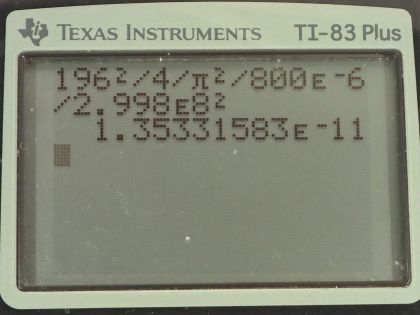 TEXAS INSTRUMENTS TI-83 Plus
196²/4/π²/800ᴇ⁻6
/2.998ᴇ8²
1.35331583ᴇ⁻11